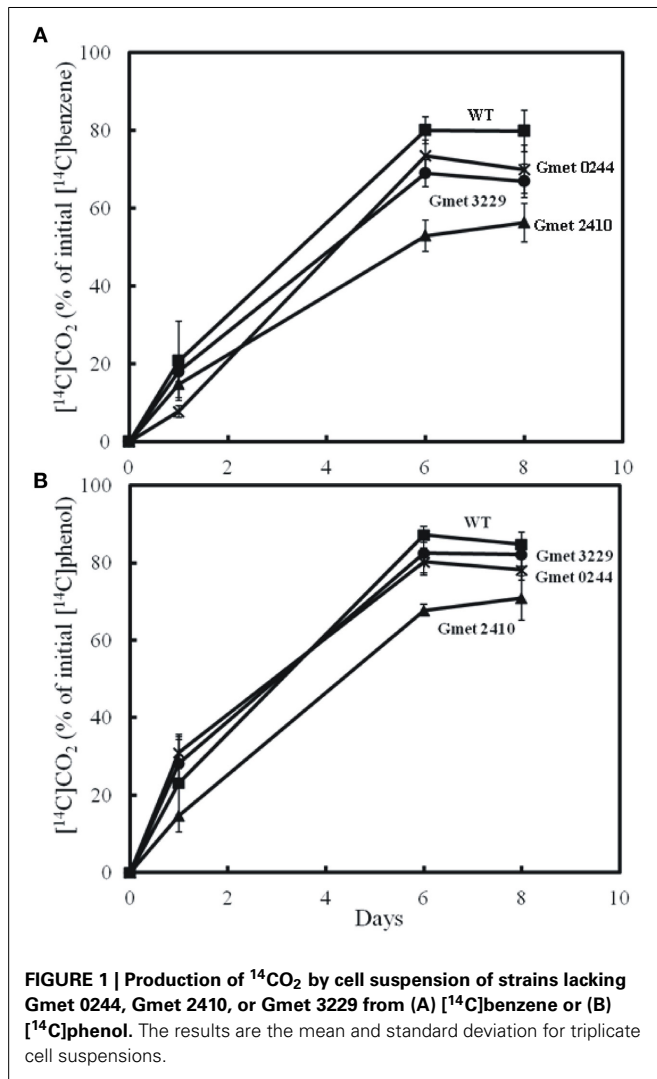 A
100
80
60
40
20
0
[¹⁴C]CO₂ (% of initial [¹⁴C]benzene)
WT
Gmet 0244
Gmet 3229
Gmet 2410
0 2 4 6 8 10
B
100
80
60
40
20
0
[¹⁴C]CO₂ (% of initial [¹⁴C]phenol)
WT
Gmet 3229
Gmet 0244
Gmet 2410
0 2 4 6 8 10
Days
FIGURE 1 | Production of ¹⁴CO₂ by cell suspension of strains lacking
Gmet 0244, Gmet 2410, or Gmet 3229 from (A) [¹⁴C]benzene or (B)
[¹⁴C]phenol. The results are the mean and standard deviation for triplicate
cell suspensions.